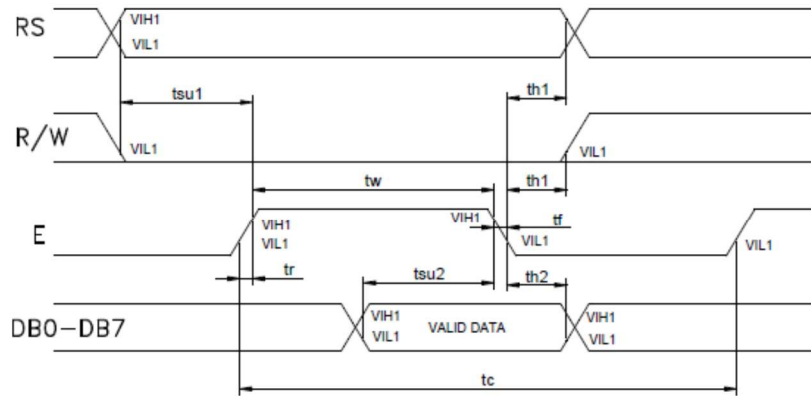 RS
VIH1
VIL1
tsu1
th1
R/W
VIL1
VIL1
tw
th1
E
VIH1
VIL1
VIH1
tf
VIL1
VIL1
tr
tsu2
th2
DB0-DB7
VIH1
VIL1
VALID DATA
VIH1
VIL1
tc